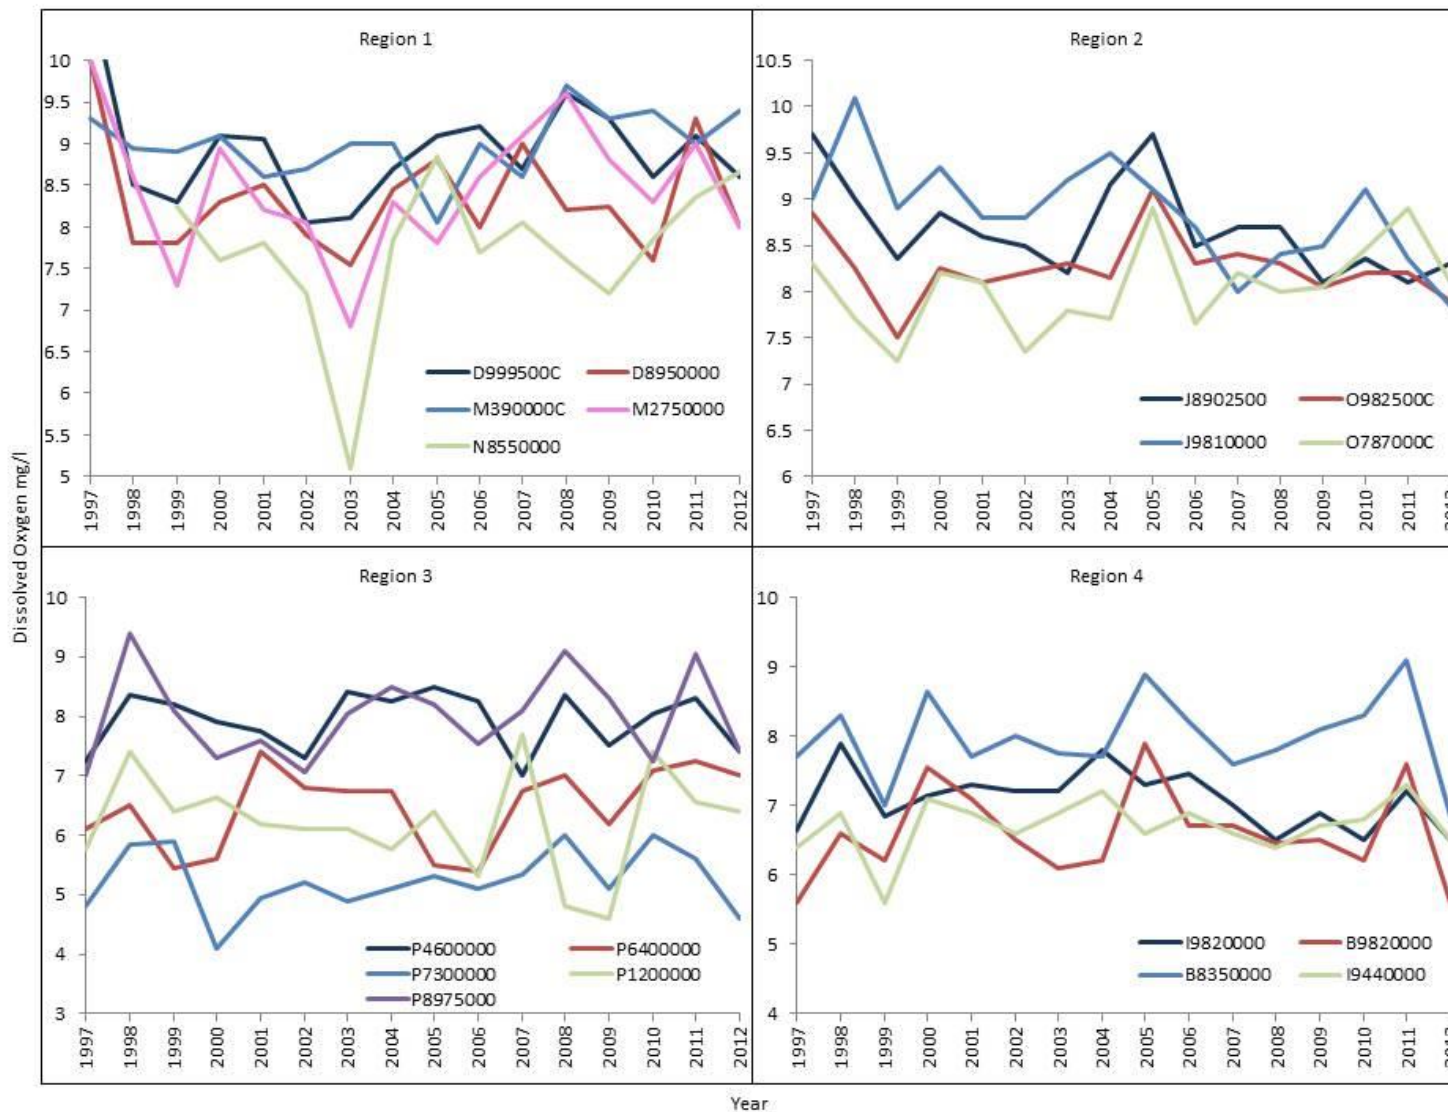 Region 1
10
9.5
9
8.5
8
7.5
7
6.5
6
5.5
5
D999500C D8950000
M390000C M2750000
N8550000
1997 1998 1999 2000 2001 2002 2003 2004 2005 2006 2007 2008 2009 2010 2011 2012
Region 2
10.5
10
9.5
9
8.5
8
7.5
7
6.5
6
J8902500 O982500C
J9810000 O787000C
1997 1998 1999 2000 2001 2002 2003 2004 2005 2006 2007 2008 2009 2010 2011 2012
Dissolved Oxygen mg/l
Region 3
10
9
8
7
6
5
4
3
P4600000 P6400000
P7300000 P1200000
P8975000
1997 1998 1999 2000 2001 2002 2003 2004 2005 2006 2007 2008 2009 2010 2011 2012
Region 4
10
9
8
7
6
5
4
I9820000 B9820000
B8350000 I9440000
1997 1998 1999 2000 2001 2002 2003 2004 2005 2006 2007 2008 2009 2010 2011 2012
Year